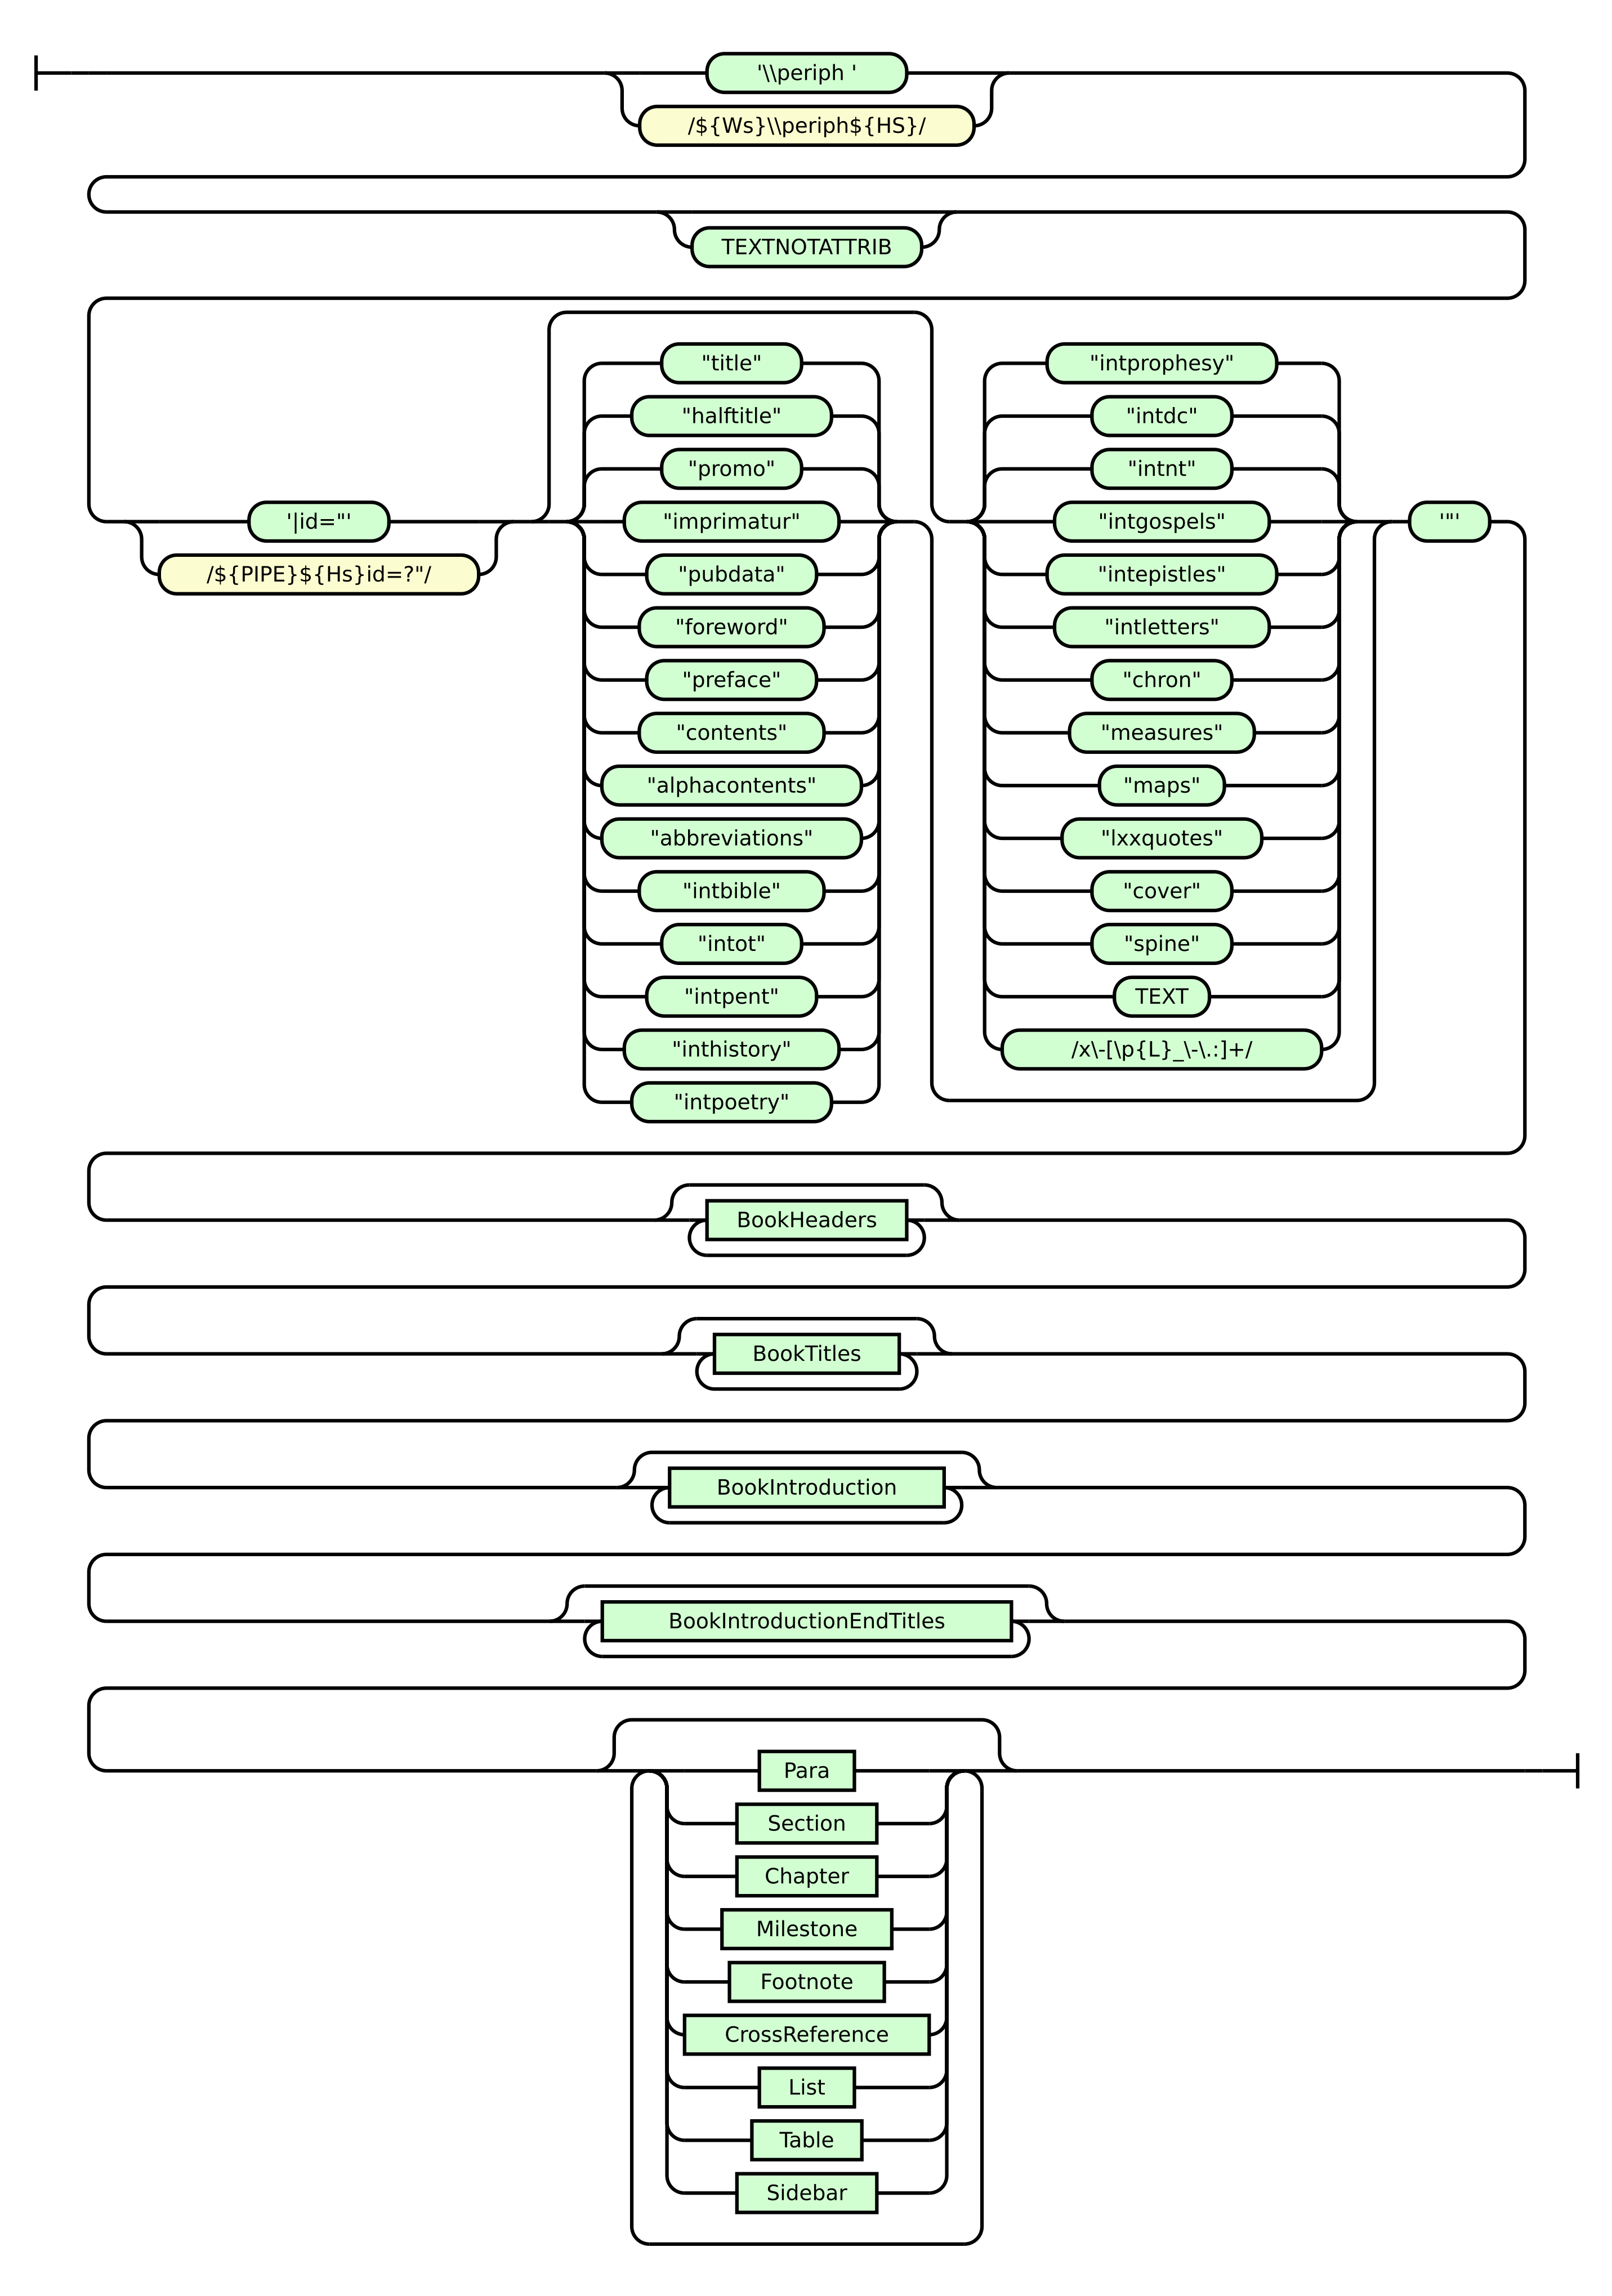 '\\periph '
/${Ws}\\periph${HS}/
TEXTNOTATTRIB
'|id="'
/${PIPE}${Hs}id=?"/
"title"
"halftitle"
"promo"
"imprimatur"
"pubdata"
"foreword"
"preface"
"contents"
"alphacontents"
"abbreviations"
"intbible"
"intot"
"intpent"
"inthistory"
"intpoetry"
"intprophesy"
"intdc"
"intnt"
"intgospels"
"intepistles"
"intletters"
"chron"
"measures"
"maps"
"lxxquotes"
"cover"
"spine"
TEXT
/x\-[\p{L}_\-\.:]+/
'"'
BookHeaders
BookTitles
BookIntroduction
BookIntroductionEndTitles
Para
Section
Chapter
Milestone
Footnote
CrossReference
List
Table
Sidebar